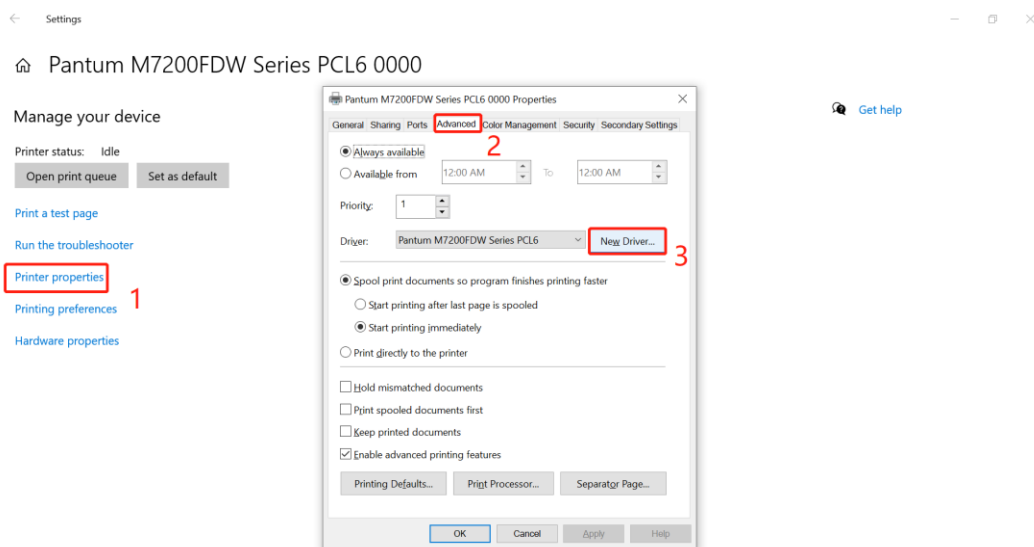 Settings
Pantum M7200FDW Series PCL6 0000
Manage your device
Printer status: Idle
Open print queue Set as default
Print a test page
Run the troubleshooter
Printer properties
1
Printing preferences
Hardware properties
Pantum M7200FDW Series PCL6 0000 Properties
General Sharing Ports Advanced Color Management Security Secondary Settings
2
Always available
Available from 12:00 AM To 12:00 AM
Priority: 1
Driver: Pantum M7200FDW Series PCL6 New Driver...
3
Spool print documents so program finishes printing faster
Start printing after last page is spooled
Start printing immediately
Print directly to the printer
Hold mismatched documents
Print spooled documents first
Keep printed documents
Enable advanced printing features
Printing Defaults... Print Processor... Separator Page...
OK Cancel Apply Help
Get help